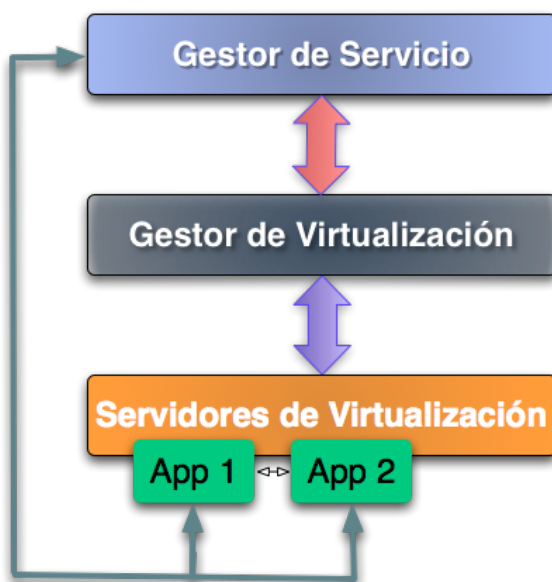 Gestor de Servicio
Gestor de Virtualización
Servidores de Virtualización
App 1
App 2